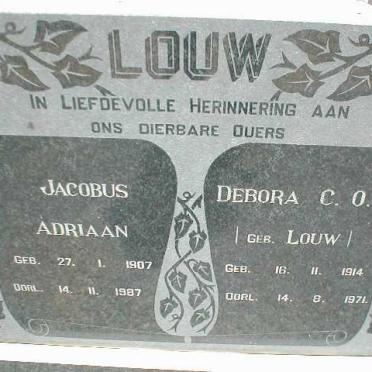 LOUW
IN LIEFDEVOLLE HERINNERING AAN
ONS DIERBARE OUERS
JACOBUS
ADRIAAN
GEB. 27. 1. 1907
OORL. 14. 11. 1987
DEBORA C. O.
(GEB. LOUW)
GEB. 16. 11. 1914
OORL. 14. 8. 1971.